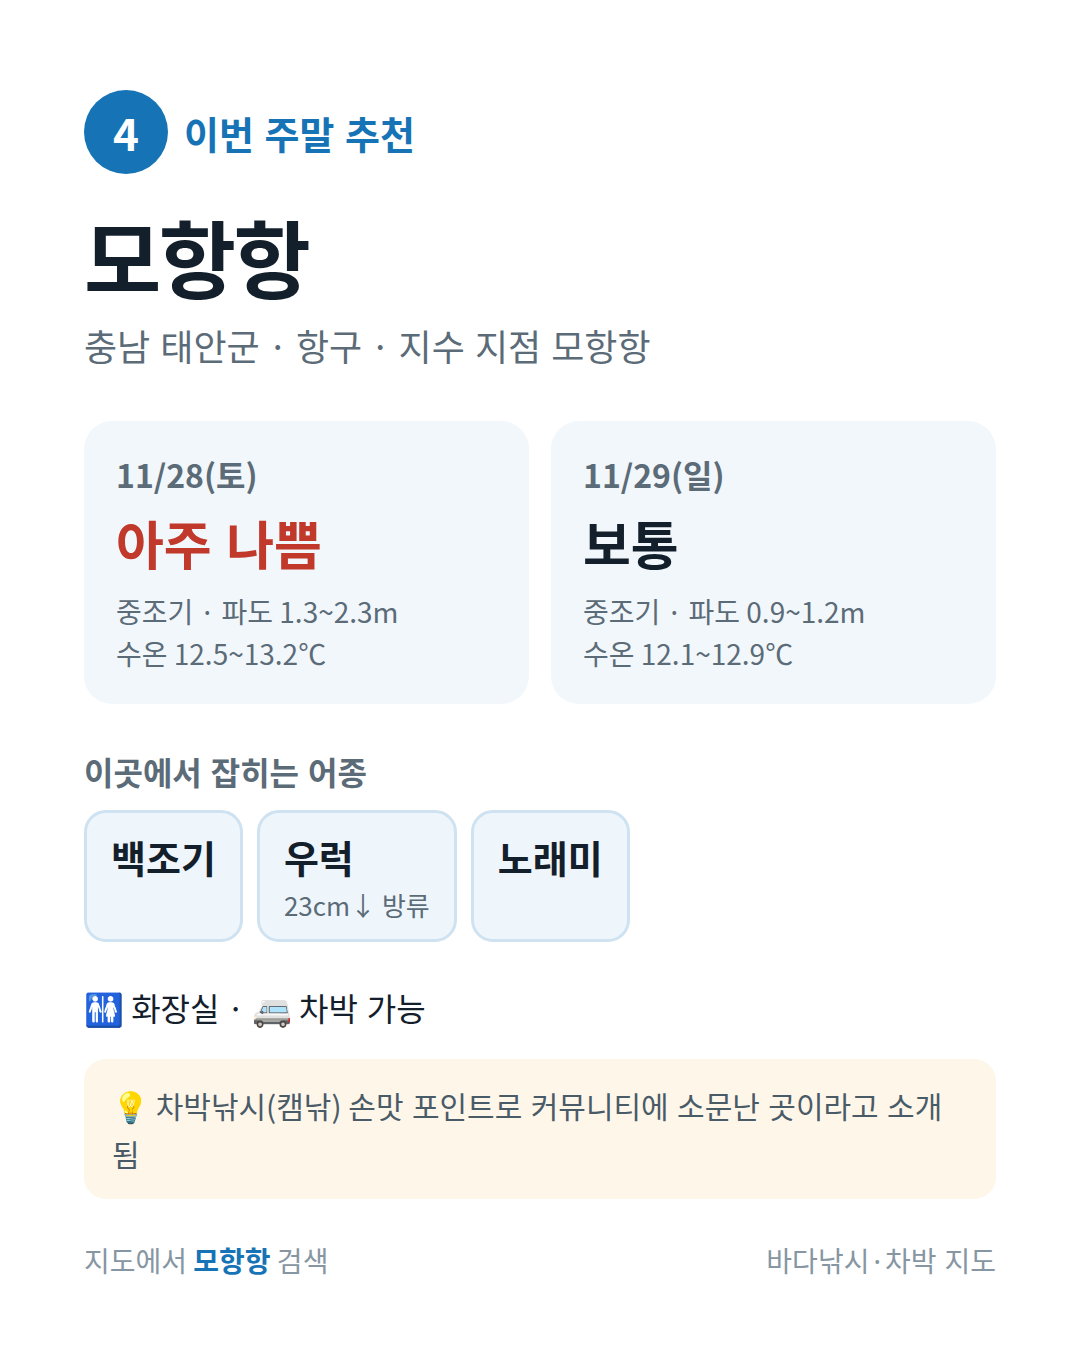 4 이번 주말 추천
모항항
충남 태안군 · 항구 · 지수 지점 모항항
11/28(토)
아주 나쁨
중조기 · 파도 1.3~2.3m
수온 12.5~13.2℃
11/29(일)
보통
중조기 · 파도 0.9~1.2m
수온 12.1~12.9℃
이곳에서 잡히는 어종
백조기
우럭
23cm↓ 방류
노래미
🚻 화장실 · 🚐 차박 가능
💡 차박낚시(캠낚) 손맛 포인트로 커뮤니티에 소문난 곳이라고 소개
됨
지도에서 모항항 검색
바다낚시·차박 지도